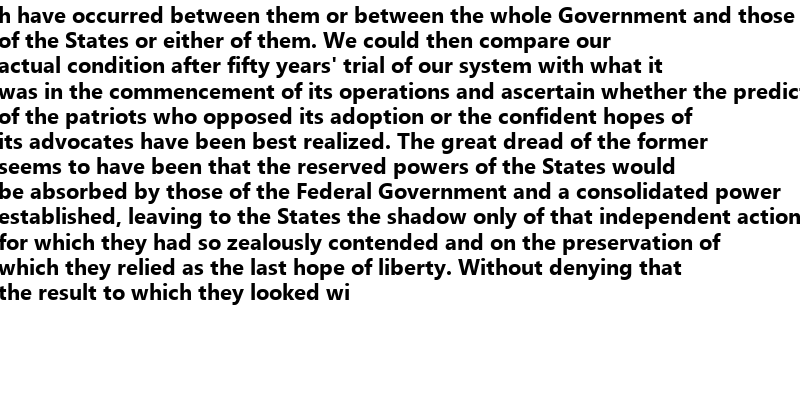 h have occurred between them or between the whole Government and those
of the States or either of them. We could then compare our
actual condition after fifty years' trial of our system with what it
was in the commencement of its operations and ascertain whether the predic
of the patriots who opposed its adoption or the confident hopes of
its advocates have been best realized. The great dread of the former
seems to have been that the reserved powers of the States would
be absorbed by those of the Federal Government and a consolidated power
established, leaving to the States the shadow only of that independent action
for which they had so zealously contended and on the preservation of
which they relied as the last hope of liberty. Without denying that
the result to which they looked wi